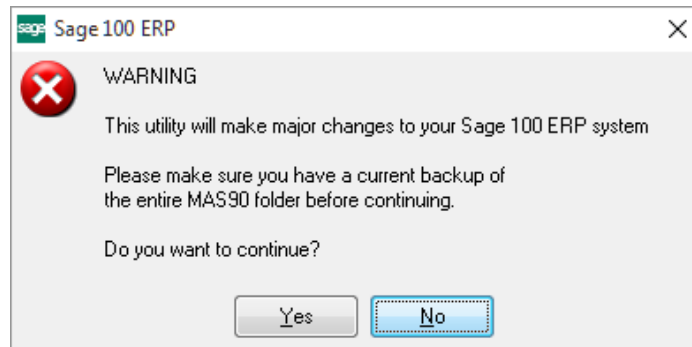 sage Sage 100 ERP
WARNING
This utility will make major changes to your Sage 100 ERP system
Please make sure you have a current backup of
the entire MAS90 folder before continuing.
Do you want to continue?
Yes No